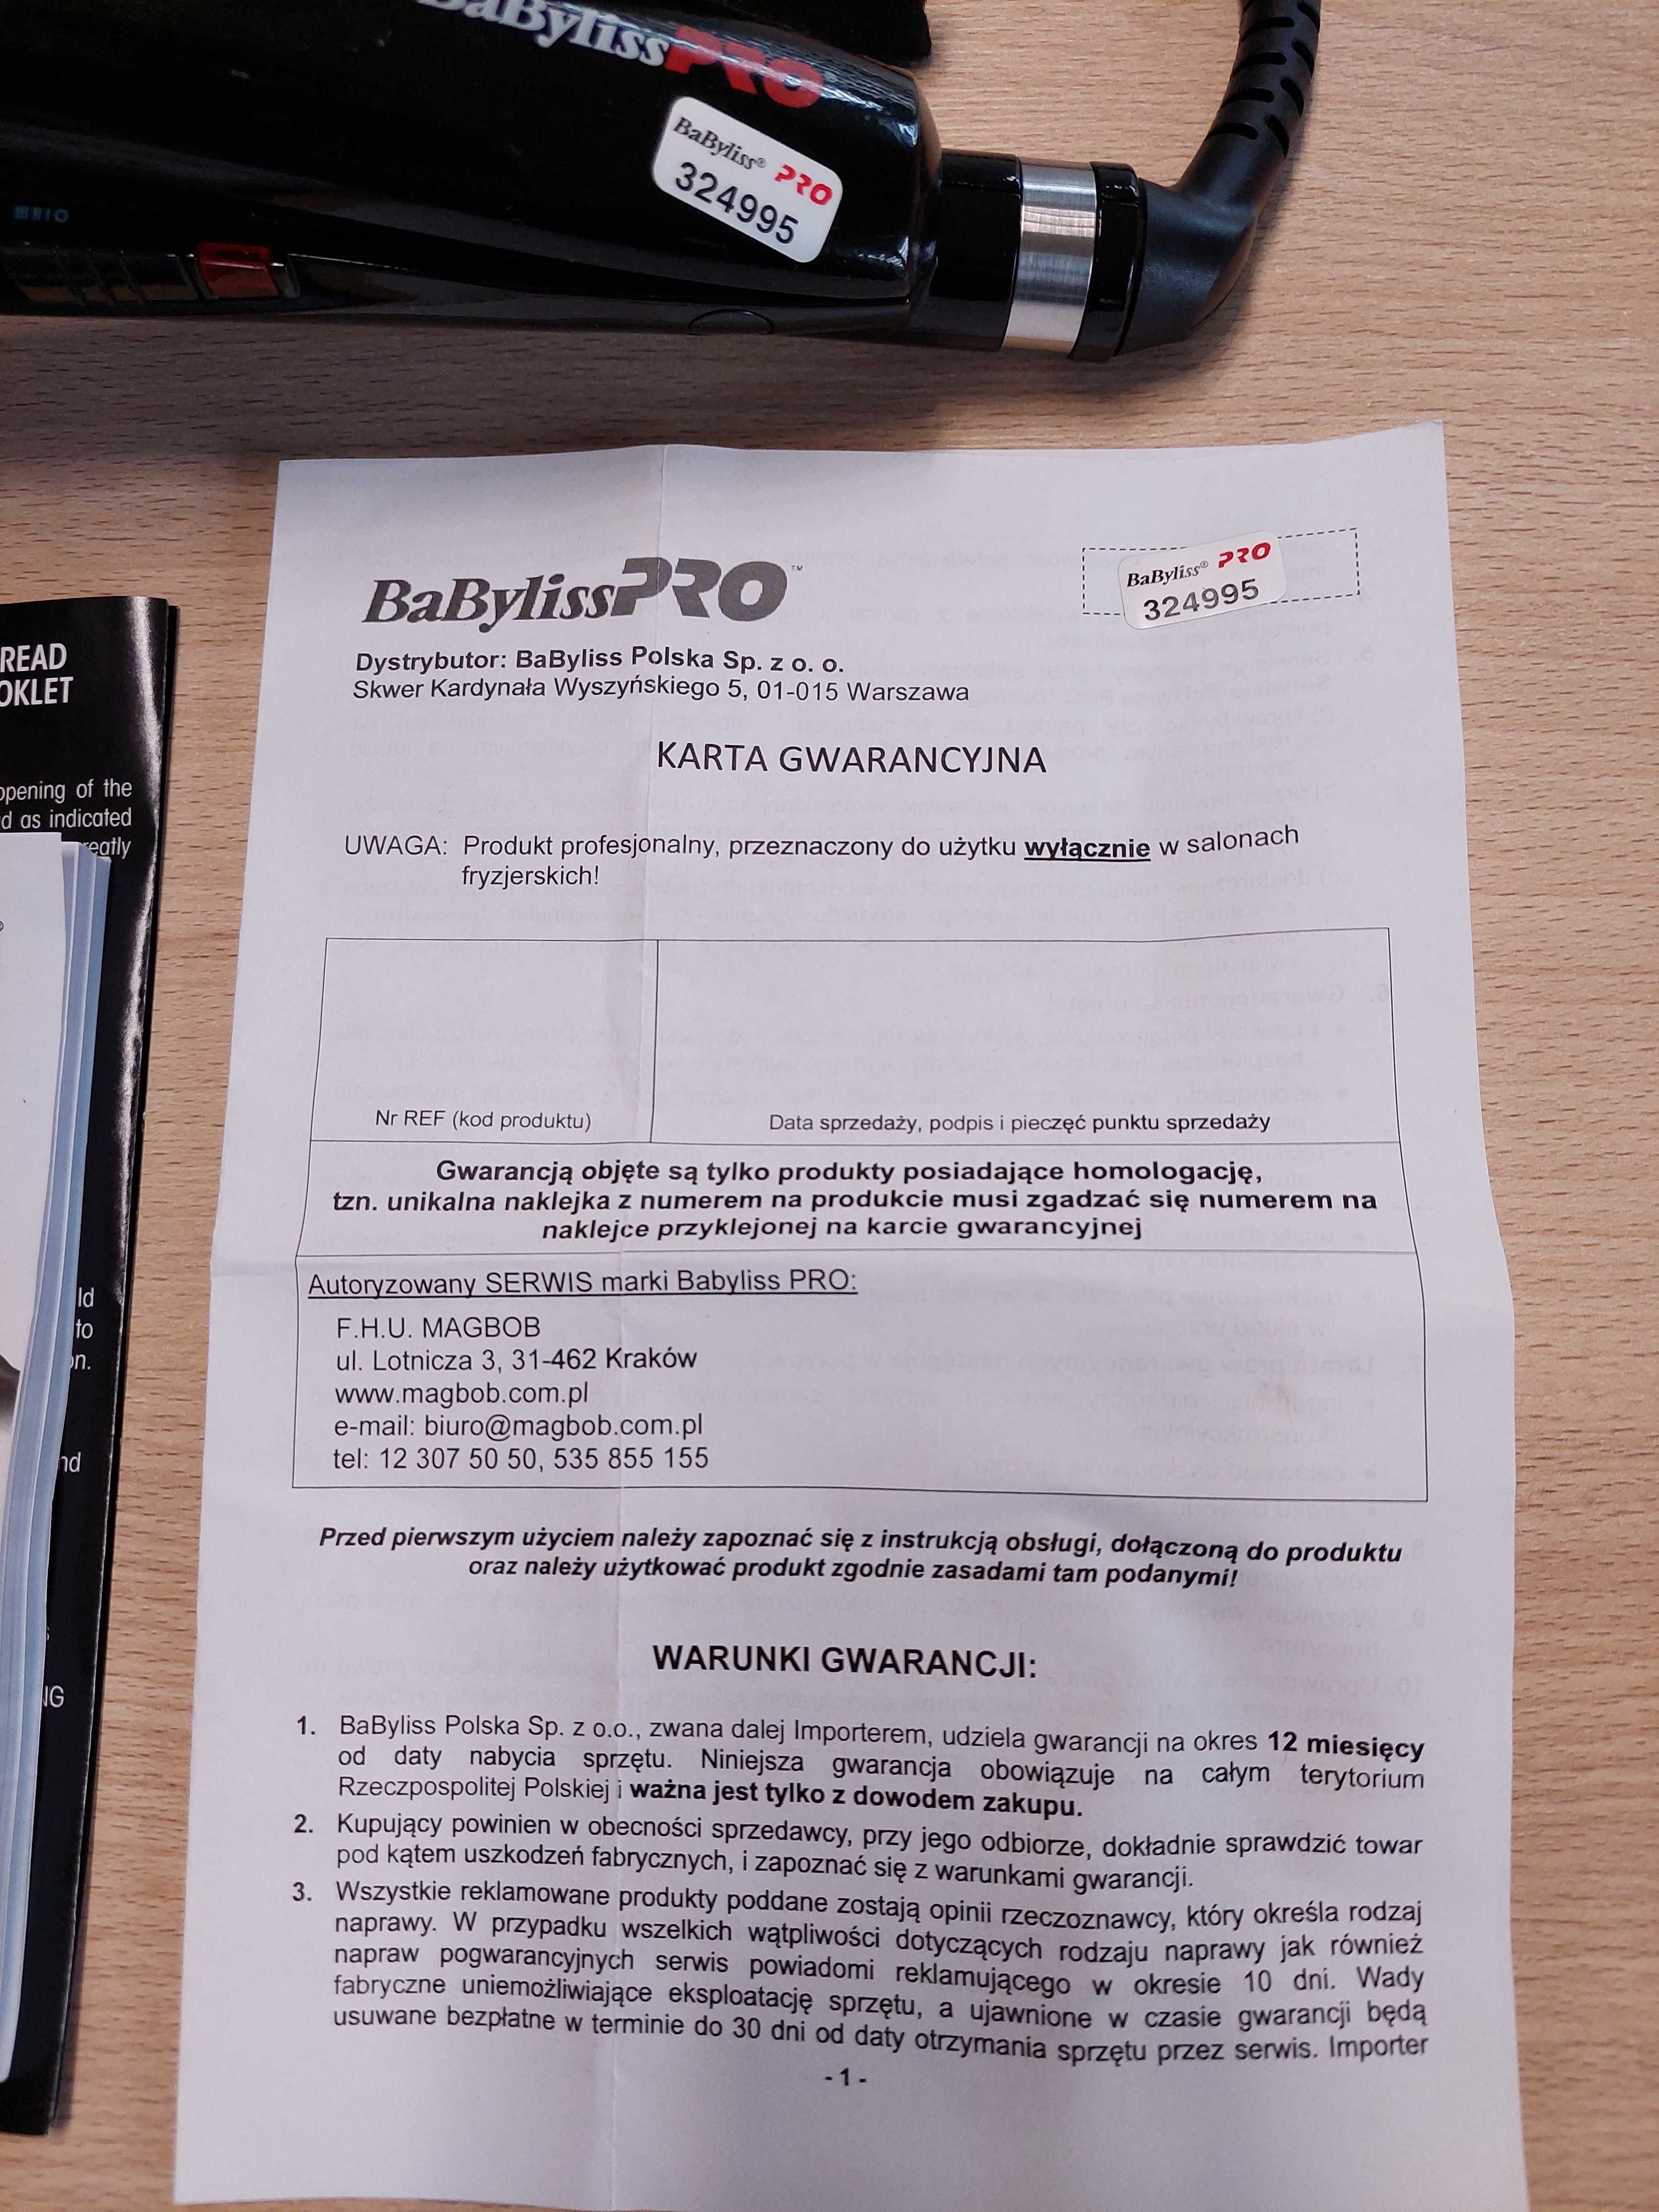 BaBylissPRO
BaByliss® PRO
324995
READ
OKLET
opening of the
d as indicated
reatly
ld
to
on.
nd
NG
BaBylissPRO™
BaByliss® PRO
324995
Dystrybutor: BaByliss Polska Sp. z o. o.
Skwer Kardynała Wyszyńskiego 5, 01-015 Warszawa
KARTA GWARANCYJNA
UWAGA: Produkt profesjonalny, przeznaczony do użytku wyłącznie w salonach
fryzjerskich!
Nr REF (kod produktu)
Data sprzedaży, podpis i pieczęć punktu sprzedaży
Gwarancją objęte są tylko produkty posiadające homologację,
tzn. unikalna naklejka z numerem na produkcie musi zgadzać się numerem na
naklejce przyklejonej na karcie gwarancyjnej
Autoryzowany SERWIS marki Babyliss PRO:
F.H.U. MAGBOB
ul. Lotnicza 3, 31-462 Kraków
www.magbob.com.pl
e-mail: biuro@magbob.com.pl
tel: 12 307 50 50, 535 855 155
Przed pierwszym użyciem należy zapoznać się z instrukcją obsługi, dołączoną do produktu
oraz należy użytkować produkt zgodnie zasadami tam podanymi!
WARUNKI GWARANCJI:
1. BaByliss Polska Sp. z o.o., zwana dalej Importerem, udziela gwarancji na okres 12 miesięcy
od daty nabycia sprzętu. Niniejsza gwarancja obowiązuje na całym terytorium
Rzeczpospolitej Polskiej i ważna jest tylko z dowodem zakupu.
2. Kupujący powinien w obecności sprzedawcy, przy jego odbiorze, dokładnie sprawdzić towar
pod kątem uszkodzeń fabrycznych, i zapoznać się z warunkami gwarancji.
3. Wszystkie reklamowane produkty poddane zostają opinii rzeczoznawcy, który określa rodzaj
naprawy. W przypadku wszelkich wątpliwości dotyczących rodzaju naprawy jak również
napraw pogwarancyjnych serwis powiadomi reklamującego w okresie 10 dni. Wady
fabryczne uniemożliwiające eksploatację sprzętu, a ujawnione w czasie gwarancji będą
usuwane bezpłatne w terminie do 30 dni od daty otrzymania sprzętu przez serwis. Importer
- 1 -